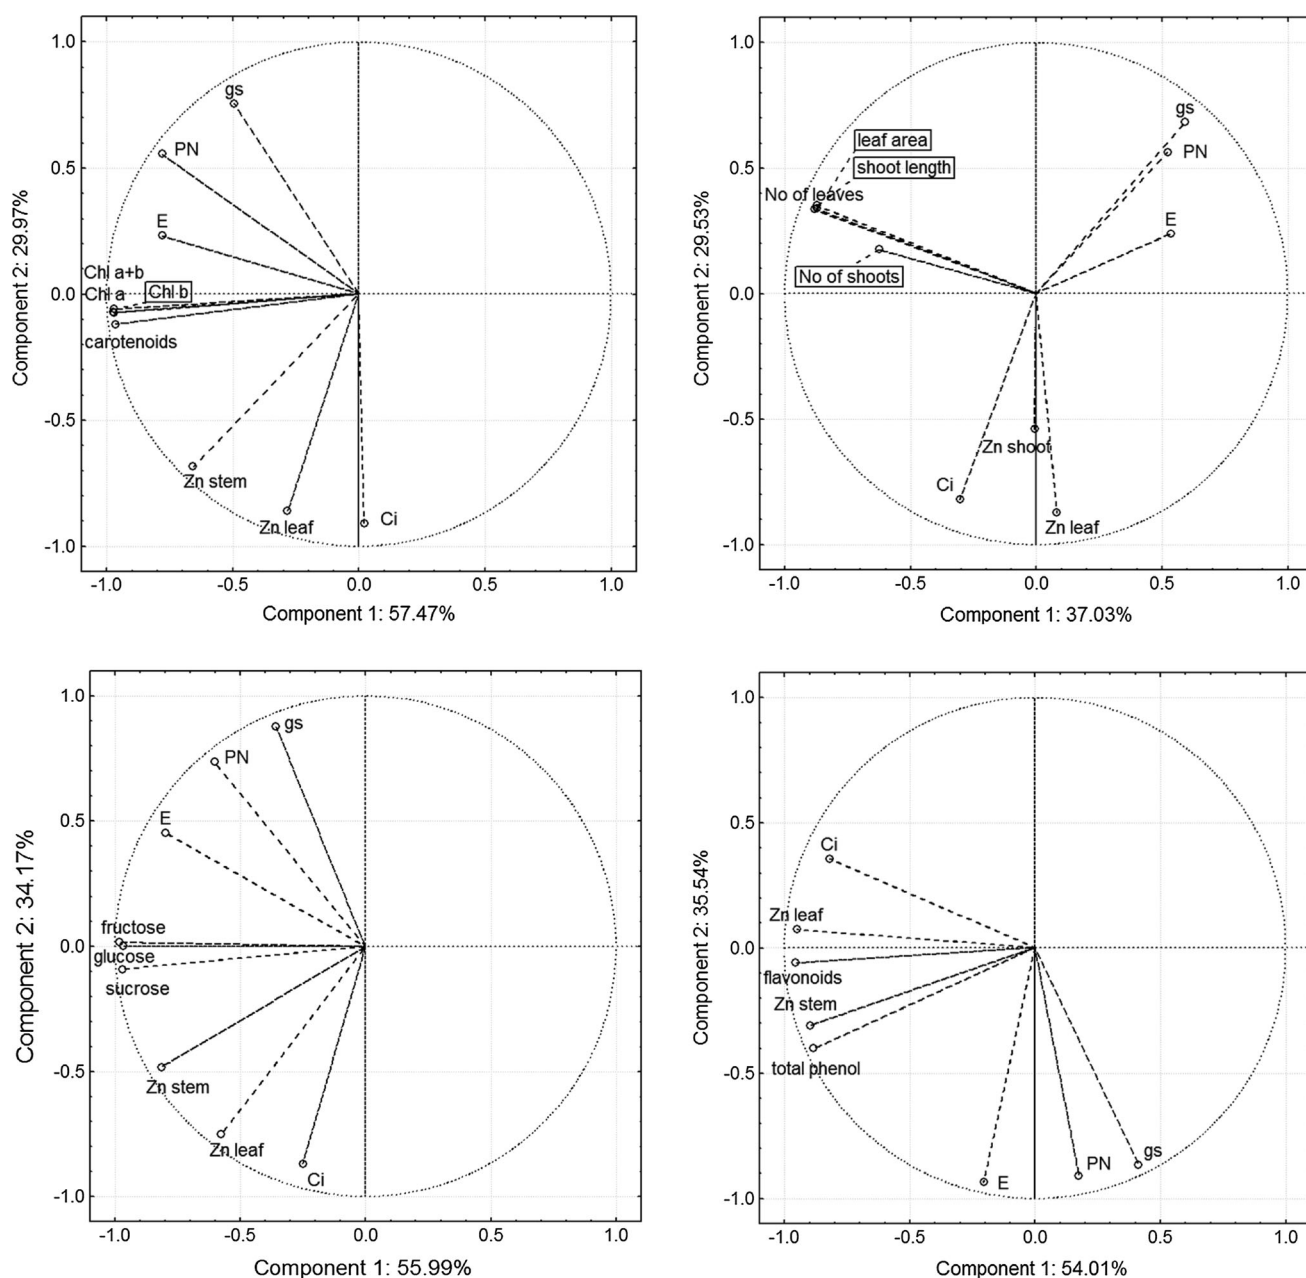 1.0
gs
PN
0.5
E
Chl a+b
Chl a
Chl b
0.0
carotenoids
-0.5
Zn stem
Zn leaf
Ci
-1.0
-1.0 -0.5 0.0 0.5 1.0
Component 1: 57.47%
Component 2: 29.97%
1.0
gs
leaf area
PN
0.5
shoot length
No of leaves
E
No of shoots
0.0
-0.5
Zn shoot
Ci
Zn leaf
-1.0
-1.0 -0.5 0.0 0.5 1.0
Component 1: 37.03%
Component 2: 29.53%
1.0
gs
PN
0.5
E
fructose
0.0
glucose
sucrose
-0.5
Zn stem
Zn leaf
Ci
-1.0
-1.0 -0.5 0.0 0.5 1.0
Component 1: 55.99%
Component 2: 34.17%
1.0
0.5
Ci
Zn leaf
0.0
flavonoids
Zn stem
total phenol
-0.5
gs
PN
E
-1.0
-1.0 -0.5 0.0 0.5 1.0
Component 1: 54.01%
Component 2: 35.54%